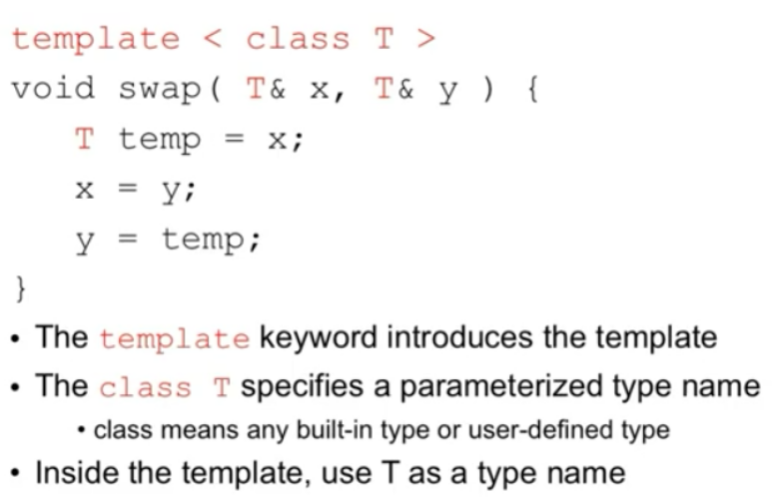 template < class T >
void swap( T& x, T& y ) {
   T temp = x;
   x = y;
   y = temp;
}
• The template keyword introduces the template
• The class T specifies a parameterized type name
• class means any built-in type or user-defined type
• Inside the template, use T as a type name